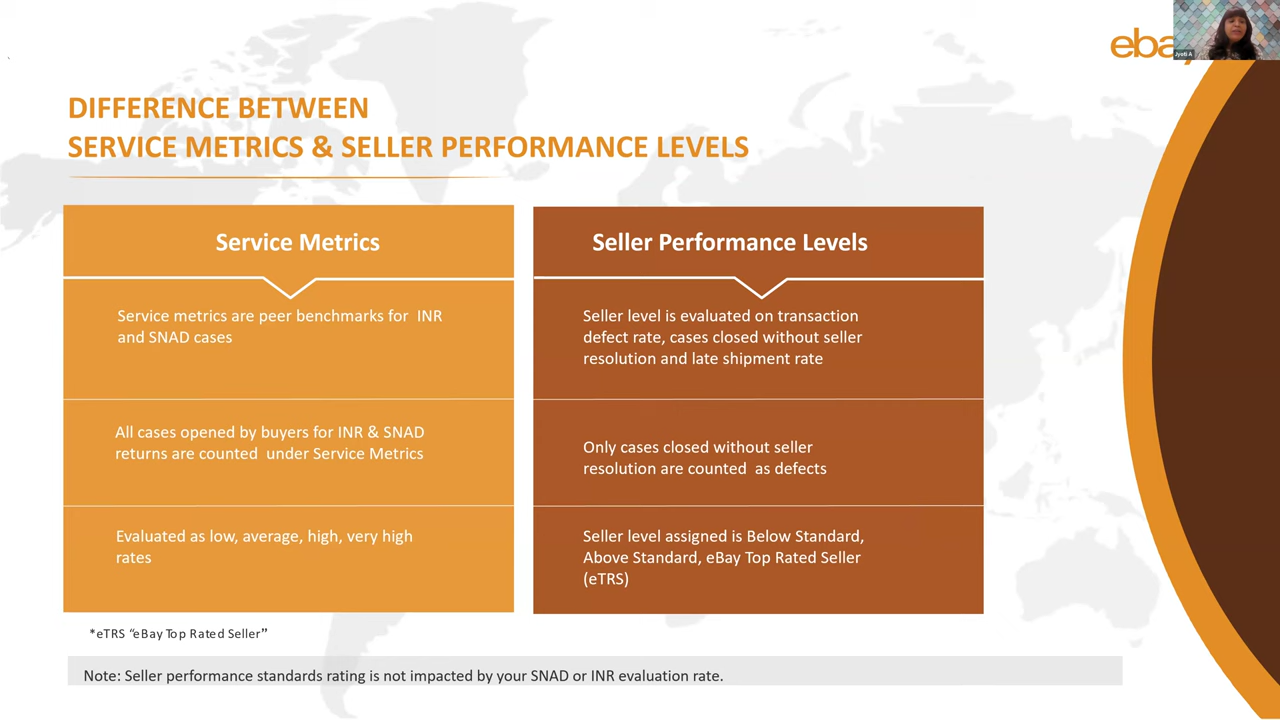 ebay
Jyoti A
DIFFERENCE BETWEEN
SERVICE METRICS & SELLER PERFORMANCE LEVELS
Service Metrics
Service metrics are peer benchmarks for INR
and SNAD cases
All cases opened by buyers for INR & SNAD
returns are counted under Service Metrics
Evaluated as low, average, high, very high
rates
Seller Performance Levels
Seller level is evaluated on transaction
defect rate, cases closed without seller
resolution and late shipment rate
Only cases closed without seller
resolution are counted as defects
Seller level assigned is Below Standard,
Above Standard, eBay Top Rated Seller
(eTRS)
*eTRS “eBay Top Rated Seller”
Note: Seller performance standards rating is not impacted by your SNAD or INR evaluation rate.